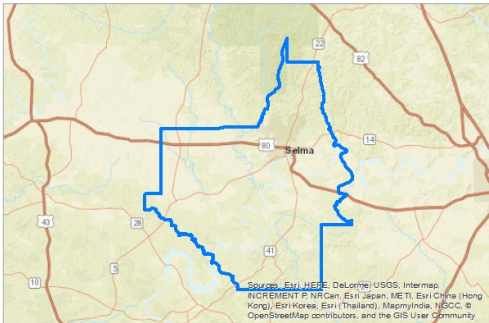 22
82
14
80
Selma
43
28
41
5
10
Sources: Esri, HERE, DeLorme, USGS, Intermap,
INCREMENT P, NRCan, Esri Japan, METI, Esri China (Hong
Kong), Esri Korea, Esri (Thailand), MapmyIndia, NGCC, ©
OpenStreetMap contributors, and the GIS User Community